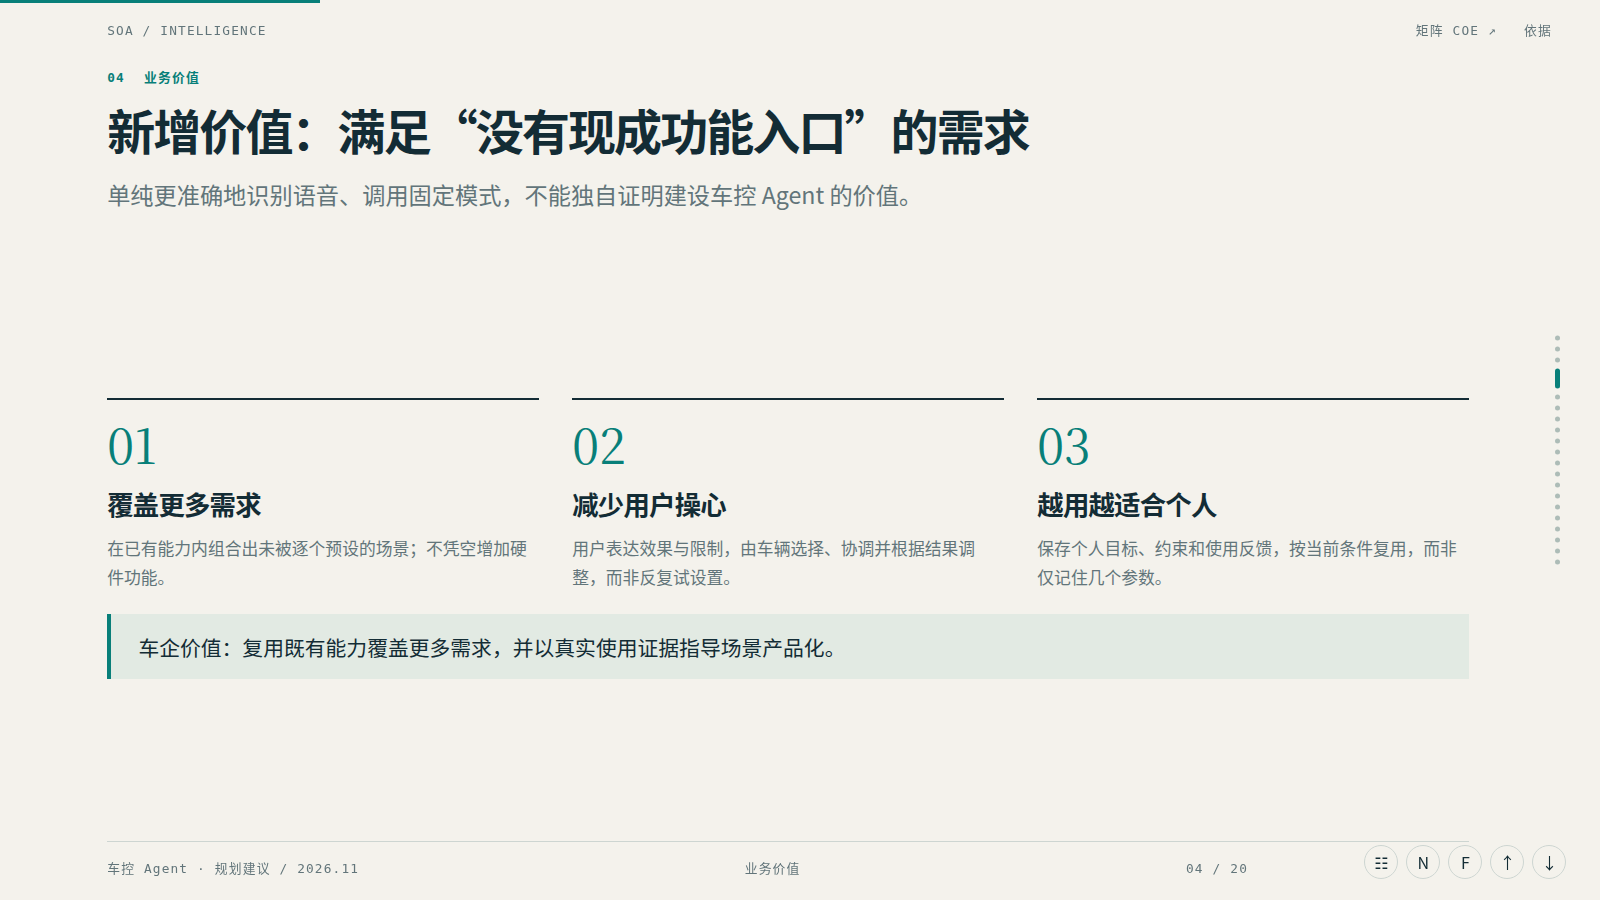 SOA / INTELLIGENCE
矩阵 COE ↗
依据
04 业务价值
新增价值：满足“没有现成功能入口”的需求
单纯更准确地识别语音、调用固定模式，不能独自证明建设车控 Agent 的价值。
01
覆盖更多需求
在已有能力内组合出未被逐个预设的场景；不凭空增加硬
件功能。
02
减少用户操心
用户表达效果与限制，由车辆选择、协调并根据结果调
整，而非反复试设置。
03
越用越适合个人
保存个人目标、约束和使用反馈，按当前条件复用，而非
仅记住几个参数。
车企价值：复用既有能力覆盖更多需求，并以真实使用证据指导场景产品化。
车控 Agent · 规划建议 / 2026.11
业务价值
04 / 20
☷ N F ↑ ↓